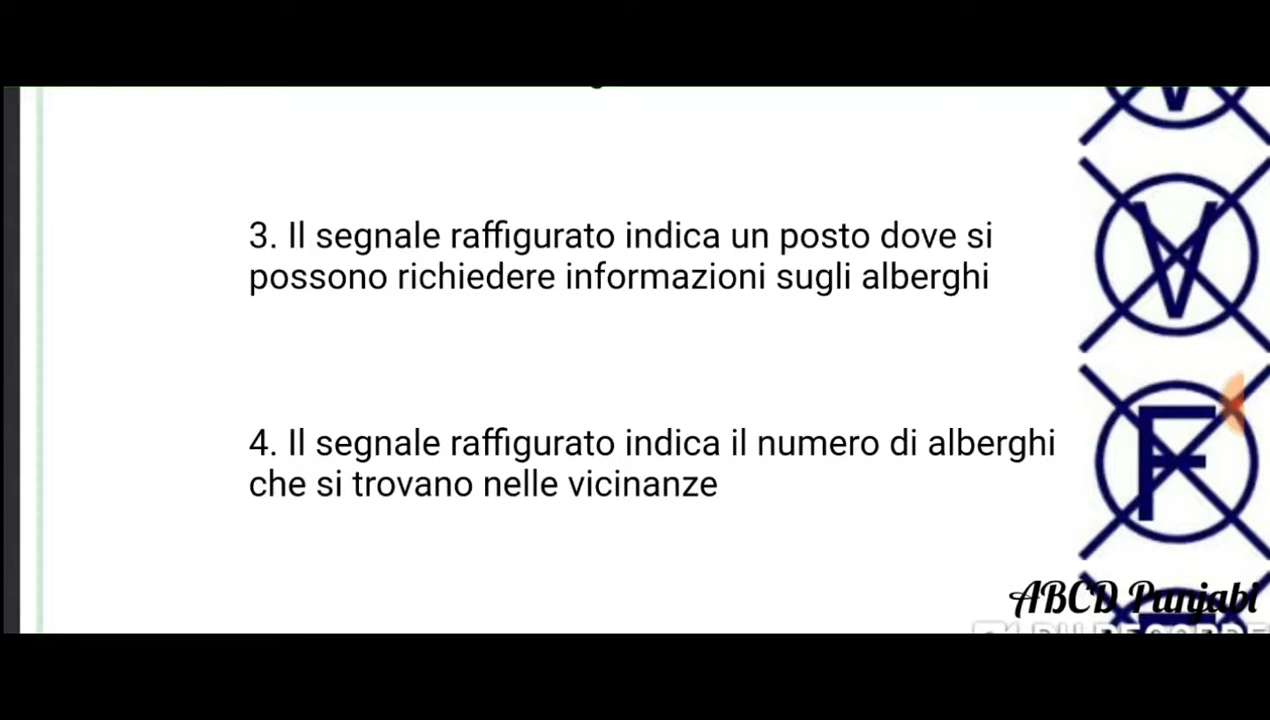 V
3. Il segnale raffigurato indica un posto dove si
possono richiedere informazioni sugli alberghi
V
4. Il segnale raffigurato indica il numero di alberghi
che si trovano nelle vicinanze
F
ABCD Punjabi